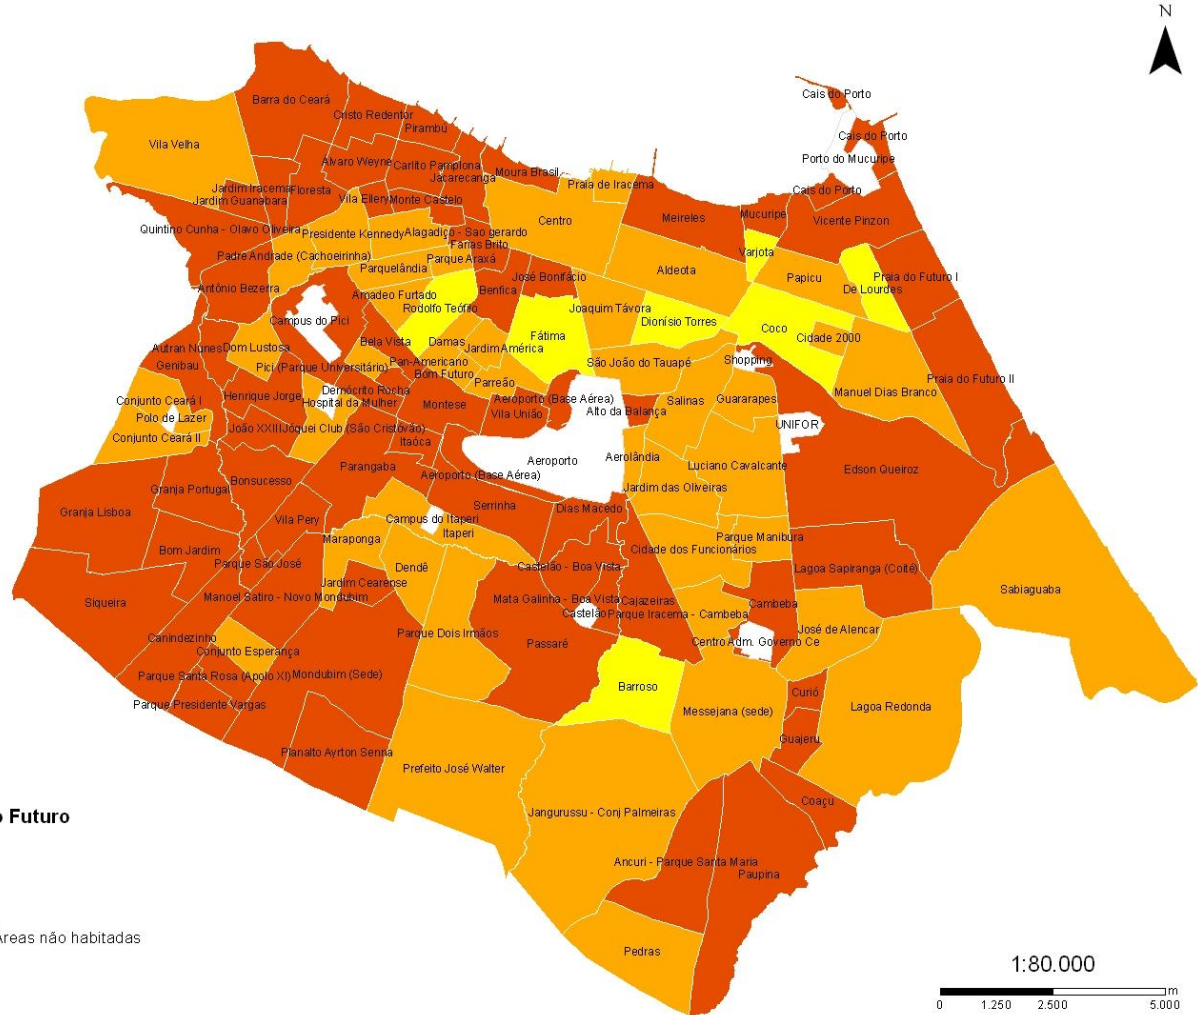 N
Cais do Porto
Barra do Ceará
Cristo Redentor
Pirambu
Cais do Porto
Vila Velha
Alvaro Weyne
Carlito Pamplona
Porto do Mucuripe
Jacarecanga
Moura Brasil
Praia de Iracema
Jardim Iracema
Floresta
Cais do Porto
Jardim Guanabara
Vila Ellery
Monte Castelo
Centro
Meireles
Mucuripe
Vicente Pinzon
Quintino Cunha - Olavo Oliveira
Presidente Kennedy
Alagadiço - Sao gerardo
Farias Brito
Padre Andrade (Cachoeirinha)
Parque Araxá
Varjota
Parquelândia
Aldeota
José Bonifácio
Papicu
Praia do Futuro I
Antônio Bezerra
Amadeo Furtado
Benfica
De Lourdes
Rodolfo Teófilo
Joaquim Távora
Campus do Pici
Dionísio Torres
Coco
Fátima
Cidade 2000
Bela Vista
Damas
Autran Nunes
Dom Lustosa
Jardim América
Pan-Americano
São João do Tauapé
Shopping
Genibau
Pici (Parque Universitário)
Bom Futuro
Praia do Futuro II
Parreão
Demócrito Rocha
Manuel Dias Branco
Henrique Jorge
Conjunto Ceará I
Hospital da Mulher
Montese
Aeroporto (Base Aérea)
Salinas
Guararapes
Vila União
Alto da Balança
Polo de Lazer
João XXIII
Jóquei Club (São Cristóvão)
UNIFOR
Conjunto Ceará II
Itaóca
Aeroporto
Aerolândia
Parangaba
Luciano Cavalcante
Edson Queiroz
Aeroporto (Base Aérea)
Bonsucesso
Granja Portugal
Jardim das Oliveiras
Granja Lisboa
Serrinha
Dias Macedo
Vila Pery
Campus do Itaperi
Itaperi
Maraponga
Parque Manibura
Bom Jardim
Cidade dos Funcionários
Parque São José
Dendê
Castelão - Boa Vista
Lagoa Sapiranga (Coité)
Jardim Cearense
Sabiaguaba
Siqueira
Manoel Satiro - Novo Mondubim
Mata Galinha - Boa Vista
Cajazeiras
Cambeba
Castelão
Parque Iracema - Cambeba
Canindezinho
Parque Dois Irmãos
José de Alencar
Passaré
Centro Adm. Governo Ce
Conjunto Esperança
Parque Santa Rosa (Apolo XI)
Mondubim (Sede)
Barroso
Curió
Parque Presidente Vargas
Messejana (sede)
Lagoa Redonda
Guajeru
Planalto Ayrton Senna
Prefeito José Walter
Coaçu
o Futuro
Jangurussu - Conj Palmeiras
Ancuri - Parque Santa Maria
Paupina
Áreas não habitadas
Pedras
1:80.000
m
0 1.250 2.500 5.000